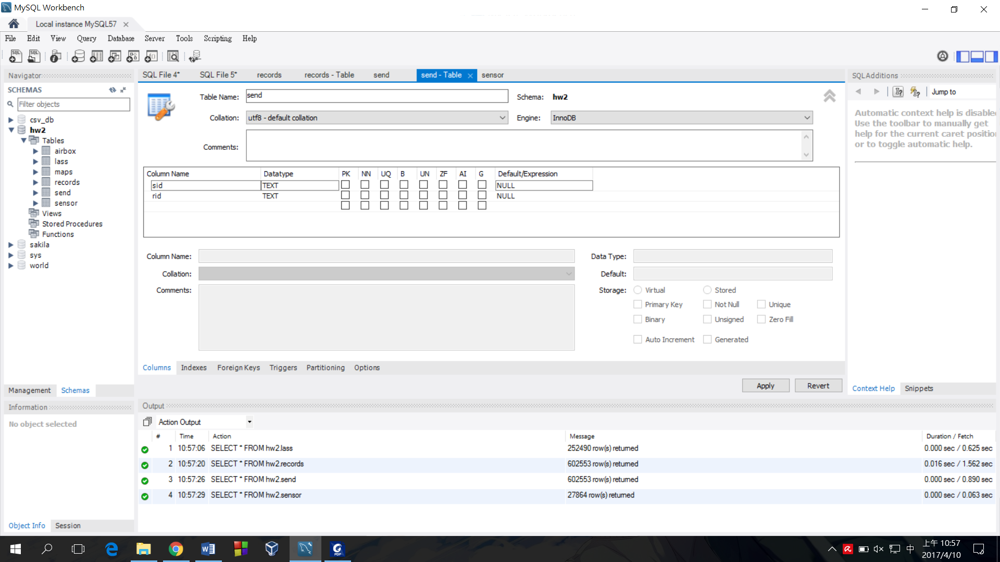 MySQL Workbench
Local instance MySQL57
File Edit View Query Database Server Tools Scripting Help
Navigator
SCHEMAS
Filter objects
csv_db
hw2
Tables
airbox
lass
maps
records
send
sensor
Views
Stored Procedures
Functions
sakila
sys
world
Management Schemas
Information
No object selected
Object Info Session
SQL File 4* SQL File 5* records records - Table send send - Table sensor
Table Name: send Schema: hw2
Collation: utf8 - default collation Engine: InnoDB
Comments:
Column Name Datatype PK NN UQ B UN ZF AI G Default/Expression
sid TEXT NULL
rid TEXT NULL
Column Name: Data Type:
Collation: Default:
Comments: Storage: Virtual Stored
Primary Key Not Null Unique
Binary Unsigned Zero Fill
Auto Increment Generated
Columns Indexes Foreign Keys Triggers Partitioning Options
Apply Revert
Output
Action Output
# Time Action Message Duration / Fetch
1 10:57:06 SELECT * FROM hw2.lass 252490 row(s) returned 0.000 sec / 0.625 sec
2 10:57:20 SELECT * FROM hw2.records 602553 row(s) returned 0.016 sec / 1.562 sec
3 10:57:26 SELECT * FROM hw2.send 602553 row(s) returned 0.000 sec / 0.890 sec
4 10:57:29 SELECT * FROM hw2.sensor 27864 row(s) returned 0.000 sec / 0.063 sec
SQLAdditions
Jump to
Automatic context help is disable
Use the toolbar to manually get
help for the current caret positio
or to toggle automatic help.
Context Help Snippets
中
上午 10:57
2017/4/10